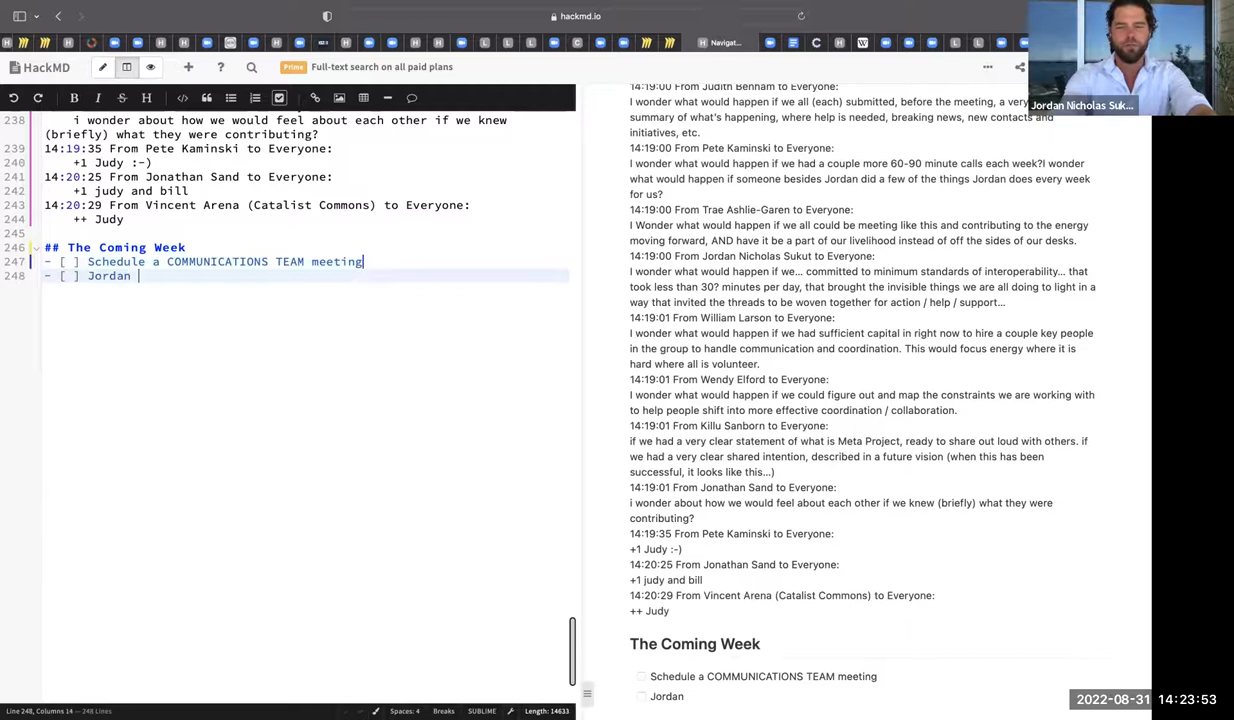 hackmd.io
Navigat...
HackMD
Prime Full-text search on all paid plans
Jordan Nicholas Suk...
238 i wonder about how we would feel about each other if we knew
(briefly) what they were contributing?
239 14:19:35 From Pete Kaminski to Everyone:
240 +1 Judy :-)
241 14:20:25 From Jonathan Sand to Everyone:
242 +1 judy and bill
243 14:20:29 From Vincent Arena (Catalist Commons) to Everyone:
244 ++ Judy
245
246 ## The Coming Week
247 - [ ] Schedule a COMMUNICATIONS TEAM meeting
248 - [ ] Jordan
14:19:00 From Judith Benham to Everyone:
I wonder what would happen if we all (each) submitted, before the meeting, a very
summary of what's happening, where help is needed, breaking news, new contacts and
initiatives, etc.
14:19:00 From Pete Kaminski to Everyone:
I wonder what would happen if we had a couple more 60-90 minute calls each week?I wonder
what would happen if someone besides Jordan did a few of the things Jordan does every week
for us?
14:19:00 From Trae Ashlie-Garen to Everyone:
I Wonder what would happen if we all could be meeting like this and contributing to the energy
moving forward, AND have it be a part of our livelihood instead of off the sides of our desks.
14:19:00 From Jordan Nicholas Sukut to Everyone:
I wonder what would happen if we... committed to minimum standards of interoperability... that
took less than 30? minutes per day, that brought the invisible things we are all doing to light in a
way that invited the threads to be woven together for action / help / support...
14:19:01 From William Larson to Everyone:
I wonder what would happen if we had sufficient capital in right now to hire a couple key people
in the group to handle communication and coordination. This would focus energy where it is
hard where all is volunteer.
14:19:01 From Wendy Elford to Everyone:
I wonder what would happen if we could figure out and map the constraints we are working with
to help people shift into more effective coordination / collaboration.
14:19:01 From Killu Sanborn to Everyone:
if we had a very clear statement of what is Meta Project, ready to share out loud with others. if
we had a very clear shared intention, described in a future vision (when this has been
successful, it looks like this...)
14:19:01 From Jonathan Sand to Everyone:
i wonder about how we would feel about each other if we knew (briefly) what they were
contributing?
14:19:35 From Pete Kaminski to Everyone:
+1 Judy :-)
14:20:25 From Jonathan Sand to Everyone:
+1 judy and bill
14:20:29 From Vincent Arena (Catalist Commons) to Everyone:
++ Judy
The Coming Week
Schedule a COMMUNICATIONS TEAM meeting
Jordan
Line 248, Columns 14 — 248 Lines
Spaces: 4 Breaks SUBLIME Length: 14633
2022-08-31 14:23:53